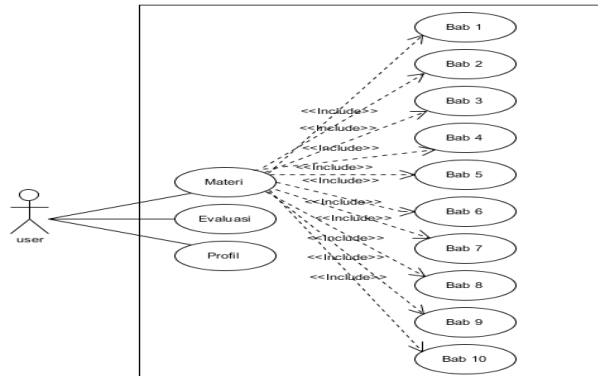 Bab 1
Bab 2
Bab 3
Bab 4
Bab 5
Bab 6
Bab 7
Bab 8
Bab 9
Bab 10
<<Include>>
<<Include>>
<<Include>>
<<Include>>
<<Include>>
<<Include>>
<<Include>>
<<Include>>
<<Include>>
<<Include>>
Materi
Evaluasi
Profil
user